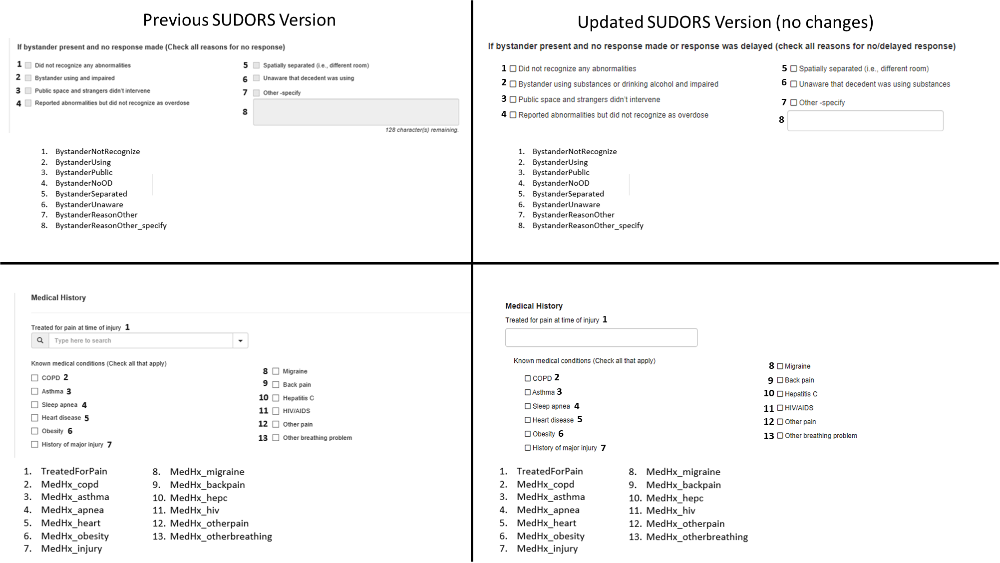 Previous SUDORS Version
If bystander present and no response made (Check all reasons for no response)
1 Did not recognize any abnormalities
2 Bystander using and impaired
3 Public space and strangers didn't intervene
4 Reported abnormalities but did not recognize as overdose
5 Spatially separated (i.e., different room)
6 Unaware that decedent was using
7 Other -specify
8
128 character(s) remaining.
1. BystanderNotRecognize
2. BystanderUsing
3. BystanderPublic
4. BystanderNoOD
5. BystanderSeparated
6. BystanderUnaware
7. BystanderReasonOther
8. BystanderReasonOther_specify
Updated SUDORS Version (no changes)
If bystander present and no response made or response was delayed (check all reasons for no/delayed response)
1 Did not recognize any abnormalities
2 Bystander using substances or drinking alcohol and impaired
3 Public space and strangers didn't intervene
4 Reported abnormalities but did not recognize as overdose
5 Spatially separated (i.e., different room)
6 Unaware that decedent was using substances
7 Other -specify
8
1. BystanderNotRecognize
2. BystanderUsing
3. BystanderPublic
4. BystanderNoOD
5. BystanderSeparated
6. BystanderUnaware
7. BystanderReasonOther
8. BystanderReasonOther_specify
Medical History
Treated for pain at time of injury 1
Type here to search
Known medical conditions (Check all that apply)
COPD 2
Asthma 3
Sleep apnea 4
Heart disease 5
Obesity 6
History of major injury 7
8 Migraine
9 Back pain
10 Hepatitis C
11 HIV/AIDS
12 Other pain
13 Other breathing problem
1. TreatedForPain
2. MedHx_copd
3. MedHx_asthma
4. MedHx_apnea
5. MedHx_heart
6. MedHx_obesity
7. MedHx_injury
8. MedHx_migraine
9. MedHx_backpain
10. MedHx_hepc
11. MedHx_hiv
12. MedHx_otherpain
13. MedHx_otherbreathing
Medical History
Treated for pain at time of injury 1
Known medical conditions (Check all that apply)
COPD 2
Asthma 3
Sleep apnea 4
Heart disease 5
Obesity 6
History of major injury 7
8 Migraine
9 Back pain
10 Hepatitis C
11 HIV/AIDS
12 Other pain
13 Other breathing problem
1. TreatedForPain
2. MedHx_copd
3. MedHx_asthma
4. MedHx_apnea
5. MedHx_heart
6. MedHx_obesity
7. MedHx_injury
8. MedHx_migraine
9. MedHx_backpain
10. MedHx_hepc
11. MedHx_hiv
12. MedHx_otherpain
13. MedHx_otherbreathing